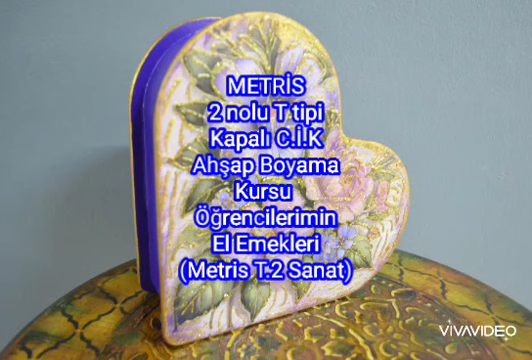 METRİS
2 nolu T tipi
Kapalı C.İ.K
Ahşap Boyama
Kursu
Öğrencilerimin
El Emekleri
(Metris T.2 Sanat)
VIVAVIDEO